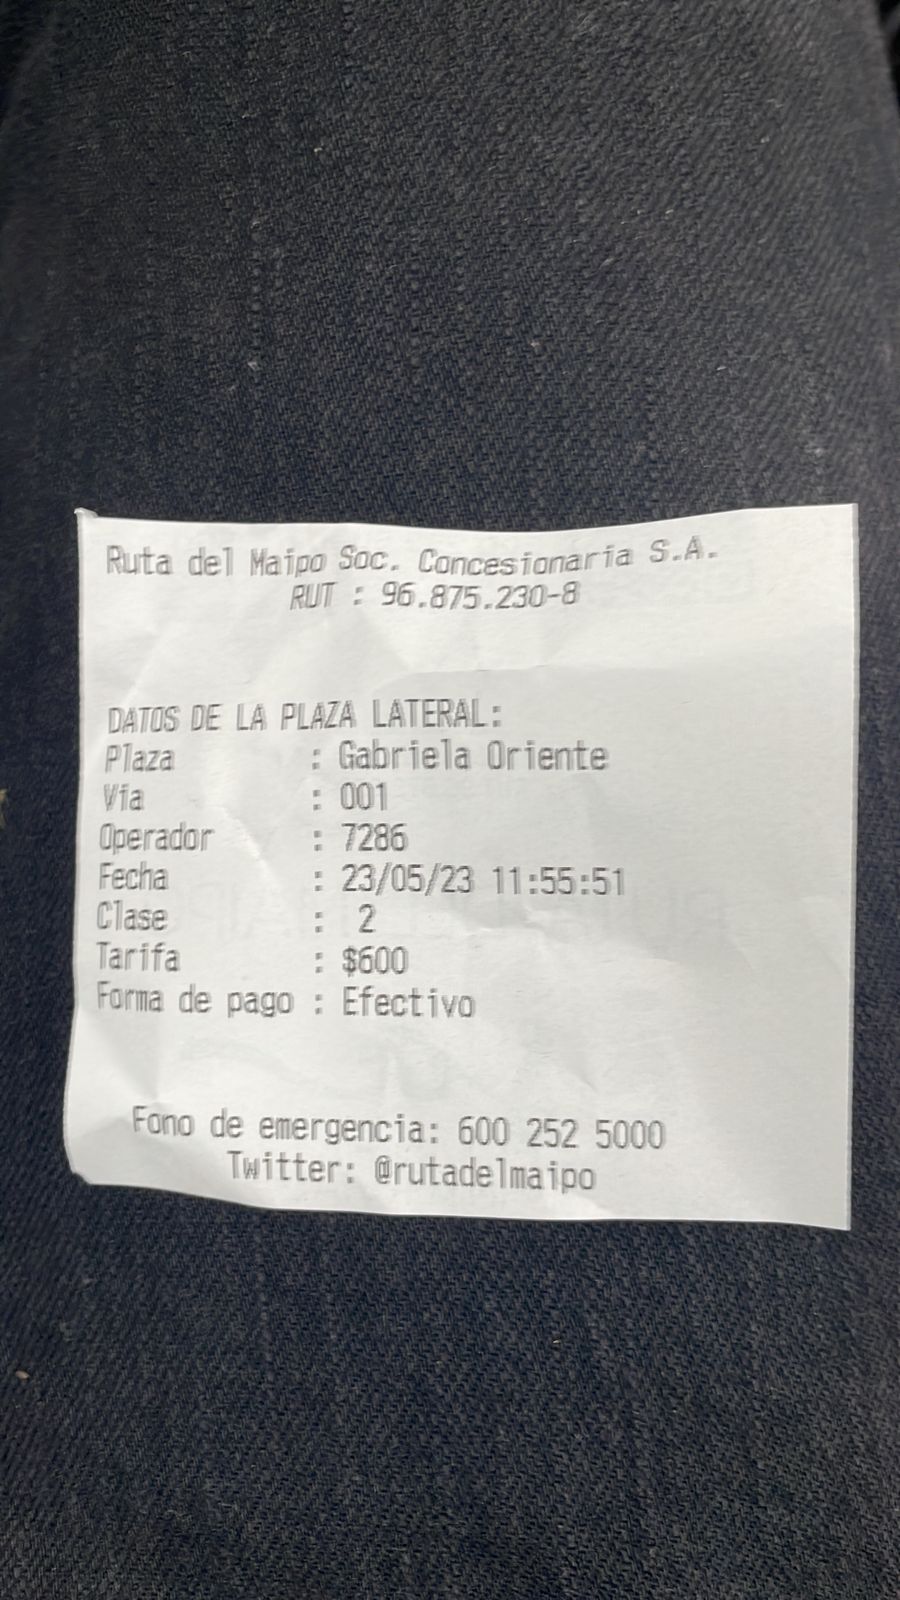 Ruta del Maipo Soc. Concesionaria S.A.
RUT : 96.875.230-8
DATOS DE LA PLAZA LATERAL:
Plaza : Gabriela Oriente
Via : 001
Operador : 7286
Fecha : 23/05/23 11:55:51
Clase : 2
Tarifa : $600
Forma de pago : Efectivo
Fono de emergencia: 600 252 5000
Twitter: @rutadelmaipo